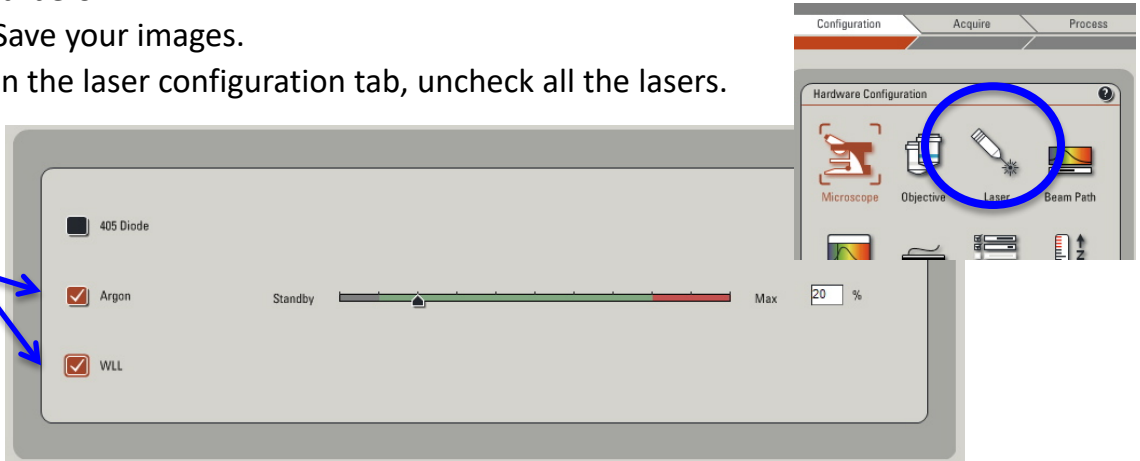 Save your images.
n the laser configuration tab, uncheck all the lasers.
Configuration Acquire Process
Hardware Configuration ?
Microscope Objective Laser Beam Path
Z
405 Diode
Argon Standby Max 20 %
WLL